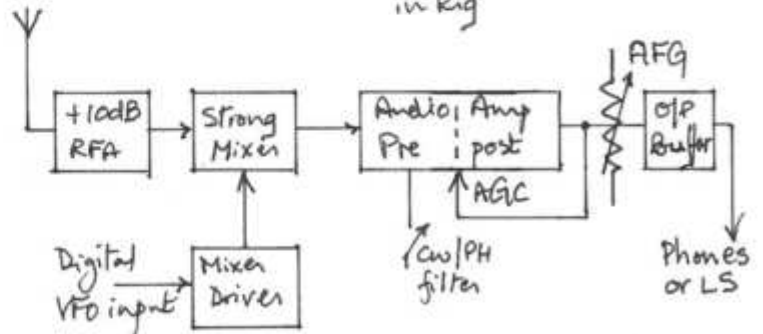 in Rig
AFG
+10dB
RFA
Strong
Mixer
Audio Amp
Pre post
O/P
Buffer
AGC
Digital
VFO input
Mixer
Driver
CW/PH
filter
Phones
or LS